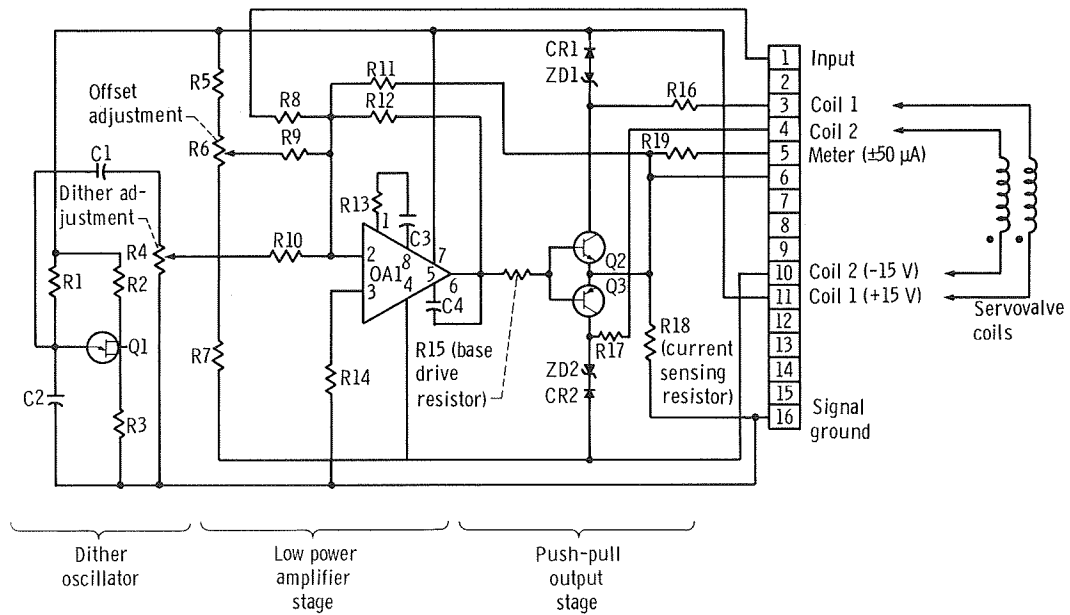 CR1
ZD1
1 Input
2
3 Coil 1
4 Coil 2
5 Meter (±50 μA)
6
7
8
9
10 Coil 2 (-15 V)
11 Coil 1 (+15 V)
12
13
14
15
16 Signal
ground
Servovalve
coils
R5
Offset
adjustment
R6
R8
R9
R11
R12
R16
R19
C1
Dither ad-
justment
R4
R10
R13
1
C3
2
8
7
OA1
5
6
3
4
C4
Q2
Q3
R1
R2
Q1
R7
R14
R15 (base
drive
resistor)
R17
ZD2
CR2
R18
(current
sensing
resistor)
C2
R3
Dither
oscillator
Low power
amplifier
stage
Push-pull
output
stage